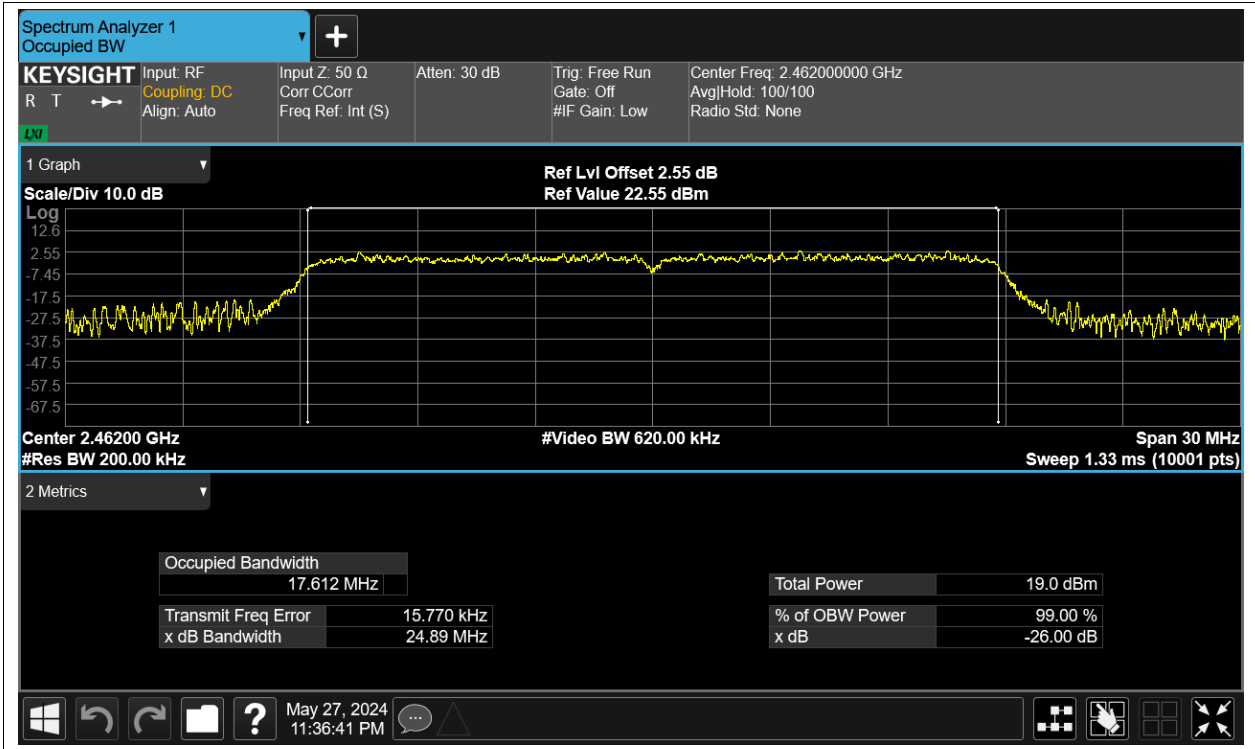 Spectrum Analyzer 1
Occupied BW
KEYSIGHT
R T
LXI
Input: RF
Coupling: DC
Align: Auto
Input Z: 50 Ω
Corr CCorr
Freq Ref: Int (S)
Atten: 30 dB
Trig: Free Run
Gate: Off
#IF Gain: Low
Center Freq: 2.462000000 GHz
Avg|Hold: 100/100
Radio Std: None
1 Graph
Scale/Div 10.0 dB
Ref Lvl Offset 2.55 dB
Ref Value 22.55 dBm
Log
12.6
2.55
-7.45
-17.5
-27.5
-37.5
-47.5
-57.5
-67.5
Center 2.46200 GHz
#Video BW 620.00 kHz
Span 30 MHz
#Res BW 200.00 kHz
Sweep 1.33 ms (10001 pts)
2 Metrics
Occupied Bandwidth
17.612 MHz
Transmit Freq Error 15.770 kHz
x dB Bandwidth 24.89 MHz
Total Power 19.0 dBm
% of OBW Power 99.00 %
x dB -26.00 dB
?
May 27, 2024
11:36:41 PM